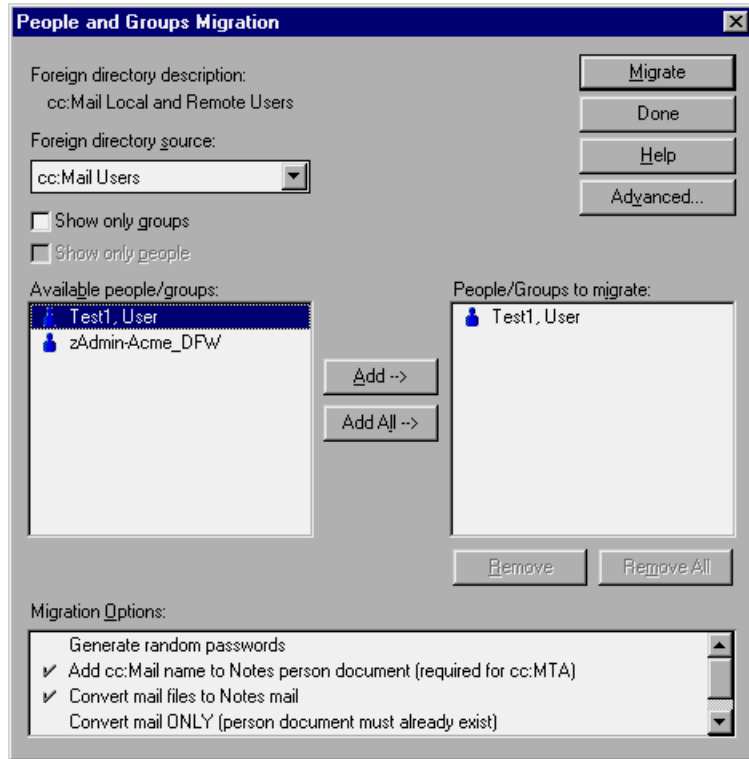 People and Groups Migration
Foreign directory description:
cc:Mail Local and Remote Users
Foreign directory source:
cc:Mail Users
Show only groups
Show only people
Migrate
Done
Help
Advanced...
Available people/groups:
Test1, User
zAdmin-Acme_DFW
Add -->
Add All -->
People/Groups to migrate:
Test1, User
Remove
Remove All
Migration Options:
Generate random passwords
Add cc:Mail name to Notes person document (required for cc:MTA)
Convert mail files to Notes mail
Convert mail ONLY (person document must already exist)